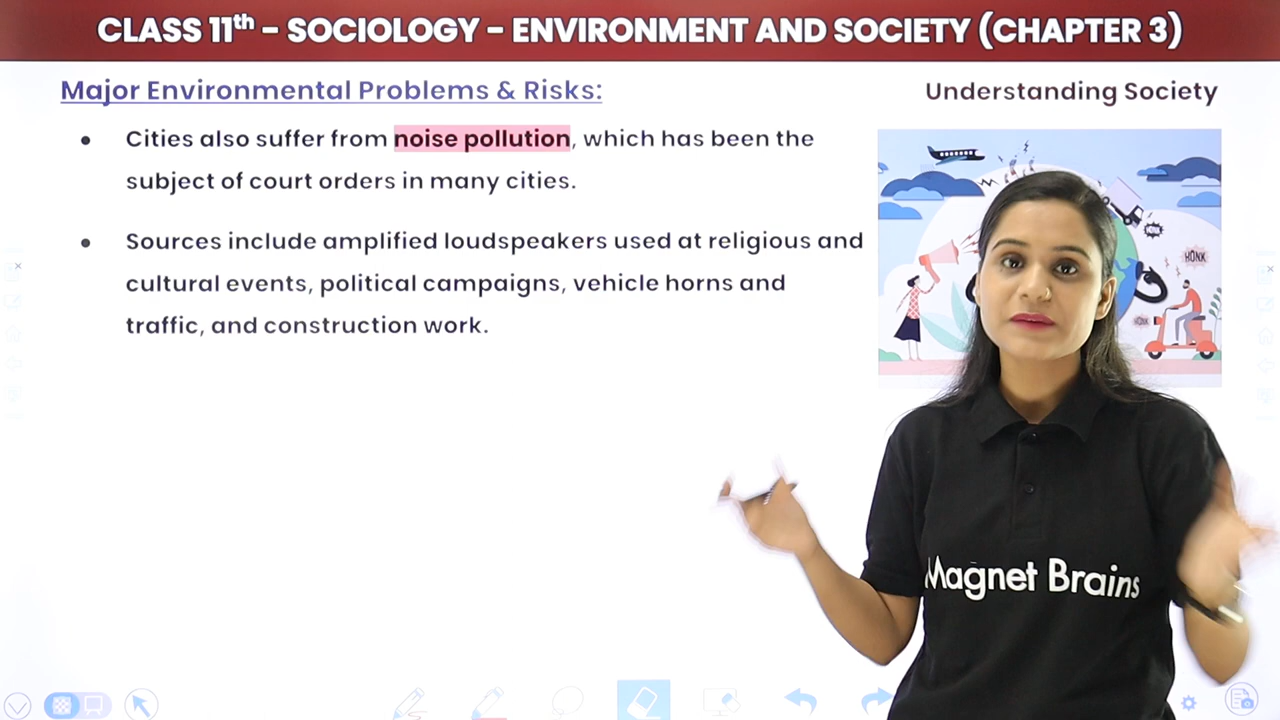 CLASS 11th – SOCIOLOGY – ENVIRONMENT AND SOCIETY (CHAPTER 3)
Major Environmental Problems & Risks:
Understanding Society
• Cities also suffer from noise pollution, which has been the
subject of court orders in many cities.
• Sources include amplified loudspeakers used at religious and
cultural events, political campaigns, vehicle horns and
traffic, and construction work.
HONK
Magnet Brains